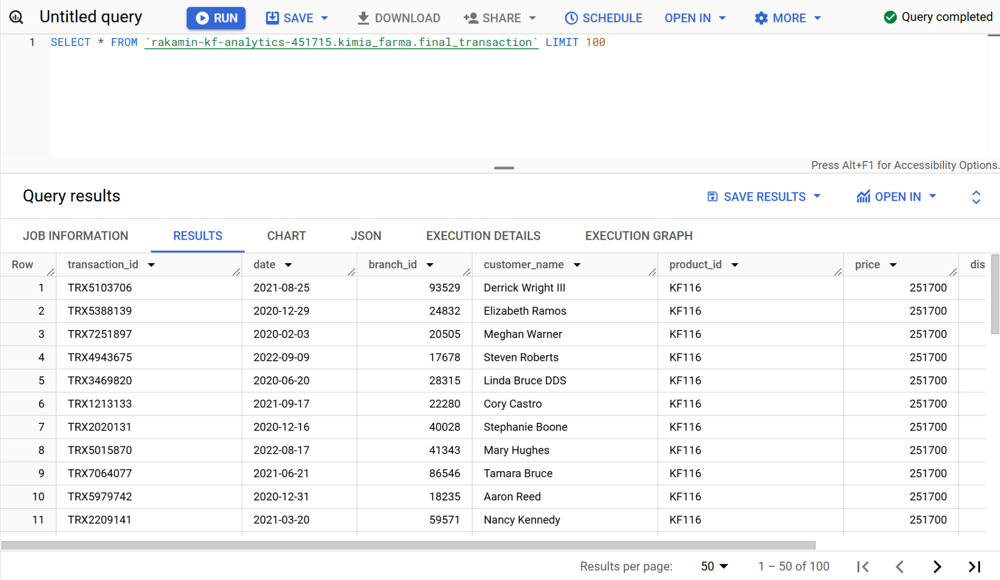 Untitled query RUN SAVE DOWNLOAD SHARE SCHEDULE OPEN IN MORE Query completed
1 SELECT * FROM `rakamin-kf-analytics-451715.kimia_farma.final_transaction` LIMIT 100
Press Alt+F1 for Accessibility Options.
Query results SAVE RESULTS OPEN IN
JOB INFORMATION RESULTS CHART JSON EXECUTION DETAILS EXECUTION GRAPH
Row transaction_id date branch_id customer_name product_id price dis
1 TRX5103706 2021-08-25 93529 Derrick Wright III KF116 251700
2 TRX5388139 2020-12-29 24832 Elizabeth Ramos KF116 251700
3 TRX7251897 2020-02-03 20505 Meghan Warner KF116 251700
4 TRX4943675 2022-09-09 17678 Steven Roberts KF116 251700
5 TRX3469820 2020-06-20 28315 Linda Bruce DDS KF116 251700
6 TRX1213133 2021-09-17 22280 Cory Castro KF116 251700
7 TRX2020131 2020-12-16 40028 Stephanie Boone KF116 251700
8 TRX5015870 2022-08-17 41343 Mary Hughes KF116 251700
9 TRX7064077 2021-06-21 86546 Tamara Bruce KF116 251700
10 TRX5979742 2020-12-31 18235 Aaron Reed KF116 251700
11 TRX2209141 2021-03-20 59571 Nancy Kennedy KF116 251700
Results per page: 50 1 – 50 of 100